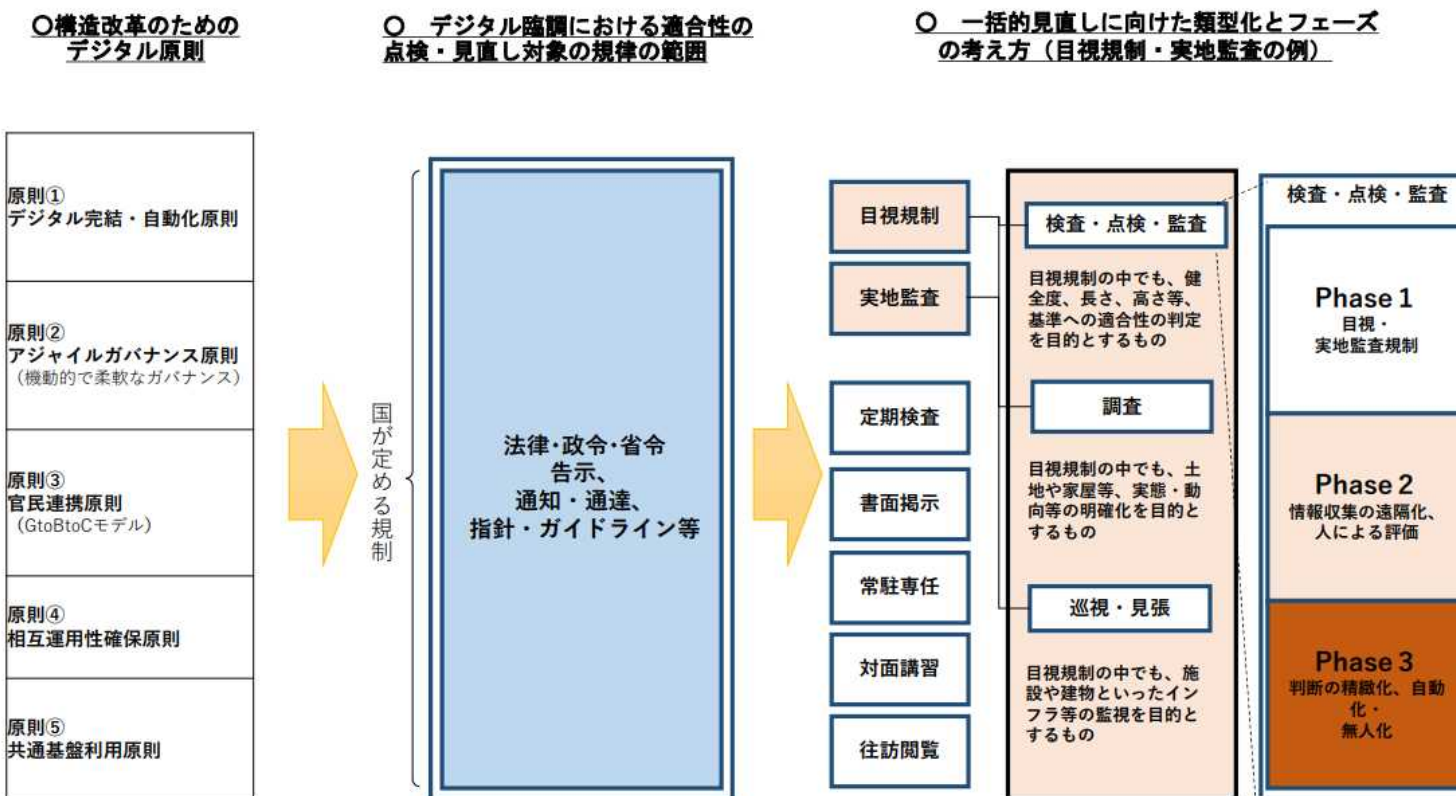 〇構造改革のための
デジタル原則
〇　デジタル臨調における適合性の
点検・見直し対象の規律の範囲
〇　一括的見直しに向けた類型化とフェーズ
の考え方（目視規制・実地監査の例）
原則①
デジタル完結・自動化原則
原則②
アジャイルガバナンス原則
（機動的で柔軟なガバナンス）
原則③
官民連携原則
（GtoBtoCモデル）
原則④
相互運用性確保原則
原則⑤
共通基盤利用原則
国が定める規制
法律・政令・省令
告示、
通知・通達、
指針・ガイドライン等
目視規制
実地監査
定期検査
書面掲示
常駐専任
対面講習
往訪閲覧
検査・点検・監査
目視規制の中でも、健
全度、長さ、高さ等、
基準への適合性の判定
を目的とするもの
調査
目視規制の中でも、土
地や家屋等、実態・動
向等の明確化を目的と
するもの
巡視・見張
目視規制の中でも、施
設や建物といったイン
フラ等の監視を目的と
するもの
検査・点検・監査
Phase 1
目視・
実地監査規制
Phase 2
情報収集の遠隔化、
人による評価
Phase 3
判断の精緻化、自動
化・
無人化